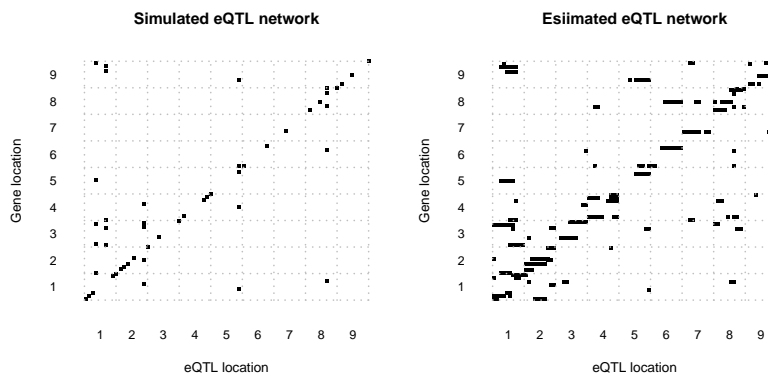 Simulated eQTL network
Gene location
9
8
7
6
5
4
3
2
1
1 2 3 4 5 6 7 8 9
eQTL location
Esiimated eQTL network
Gene location
9
8
7
6
5
4
3
2
1
1 2 3 4 5 6 7 8 9
eQTL location